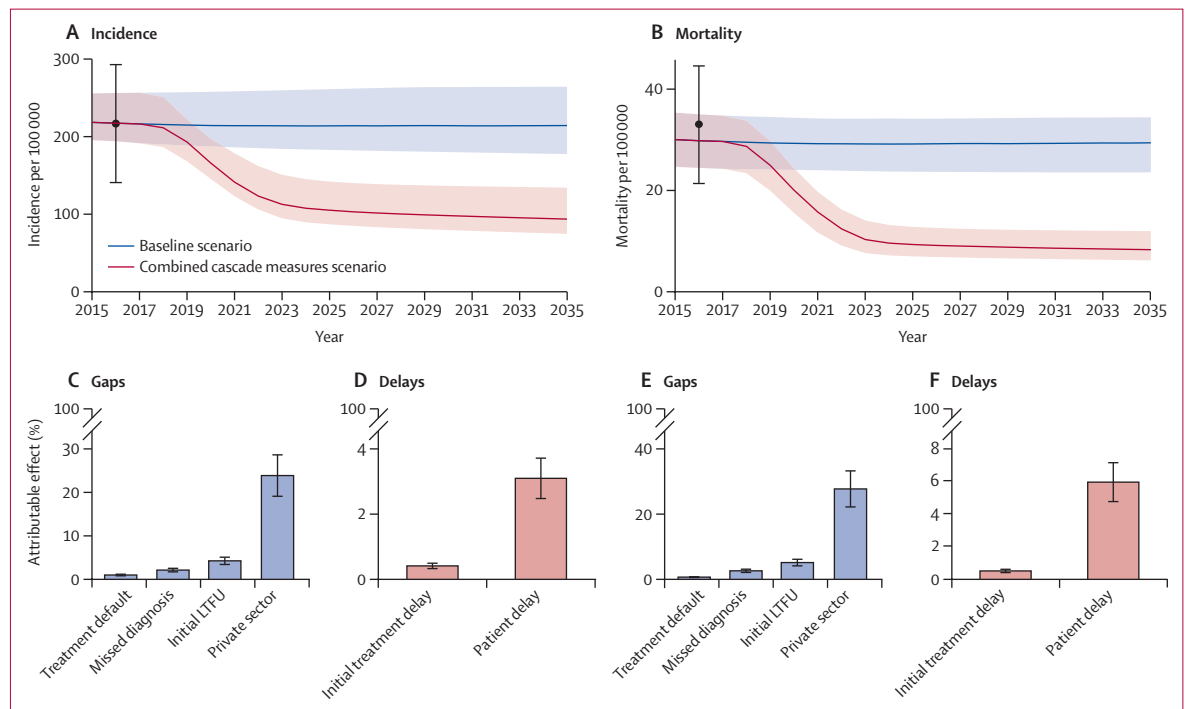 A Incidence
300
200
100
0
Incidence per 100 000
Baseline scenario
Combined cascade measures scenario
2015 2017 2019 2021 2023 2025 2027 2029 2031 2033 2035
Year
B Mortality
40
20
0
Mortality per 100 000
2015 2017 2019 2021 2023 2025 2027 2029 2031 2033 2035
Year
C Gaps
100
30
20
10
0
Attributable effect (%)
Treatment default
Missed diagnosis
Initial LTFU
Private sector
D Delays
100
4
2
0
Initial treatment delay
Patient delay
E Gaps
100
40
20
0
Treatment default
Missed diagnosis
Initial LTFU
Private sector
F Delays
100
8
6
4
2
0
Initial treatment delay
Patient delay